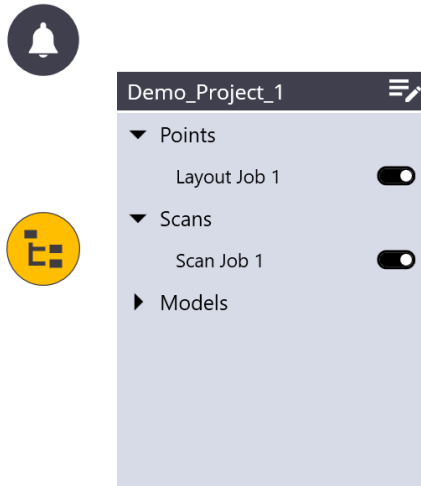 Demo_Project_1
Points
Layout Job 1
Scans
Scan Job 1
Models